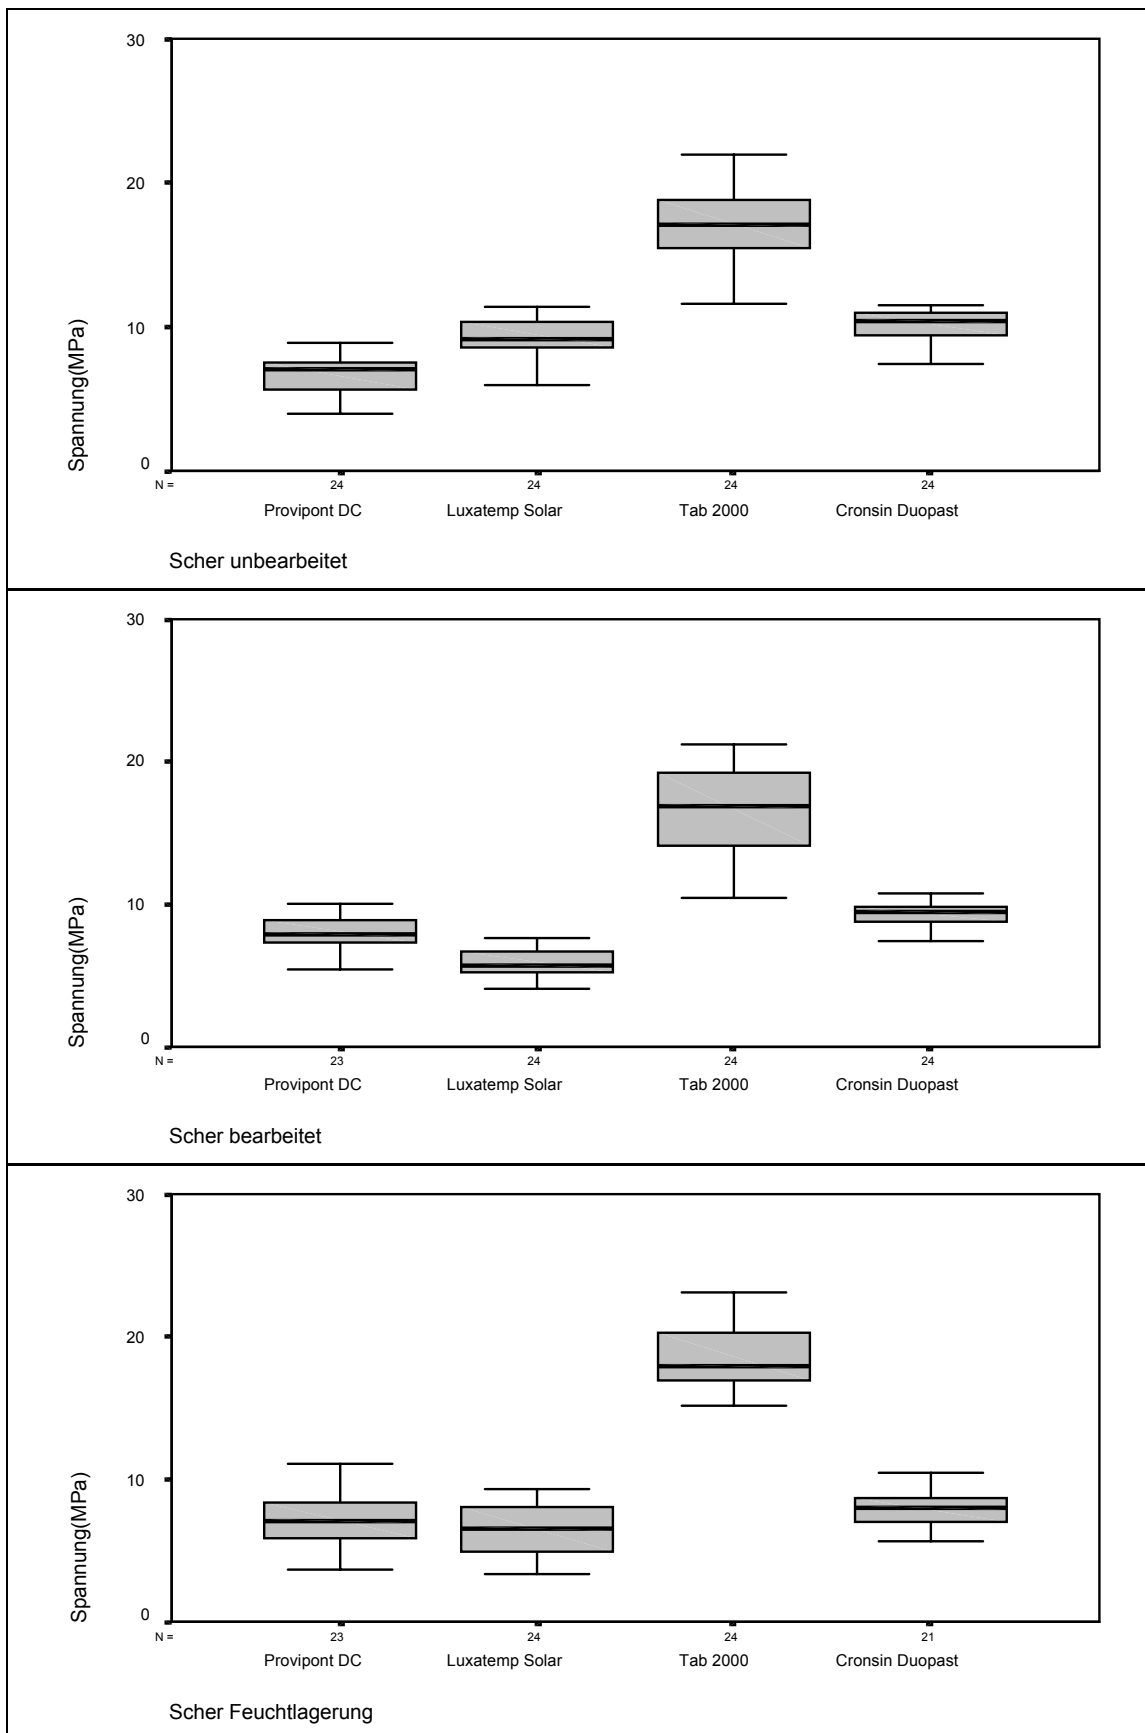 30
20
10
0
Spannung(MPa)
N = 24 24 24 24
Provipont DC Luxatemp Solar Tab 2000 Cronsin Duopast
Scher unbearbeitet
30
20
10
0
Spannung(MPa)
N = 23 24 24 24
Provipont DC Luxatemp Solar Tab 2000 Cronsin Duopast
Scher bearbeitet
30
20
10
0
Spannung(MPa)
N = 23 24 24 21
Provipont DC Luxatemp Solar Tab 2000 Cronsin Duopast
Scher Feuchtlagerung